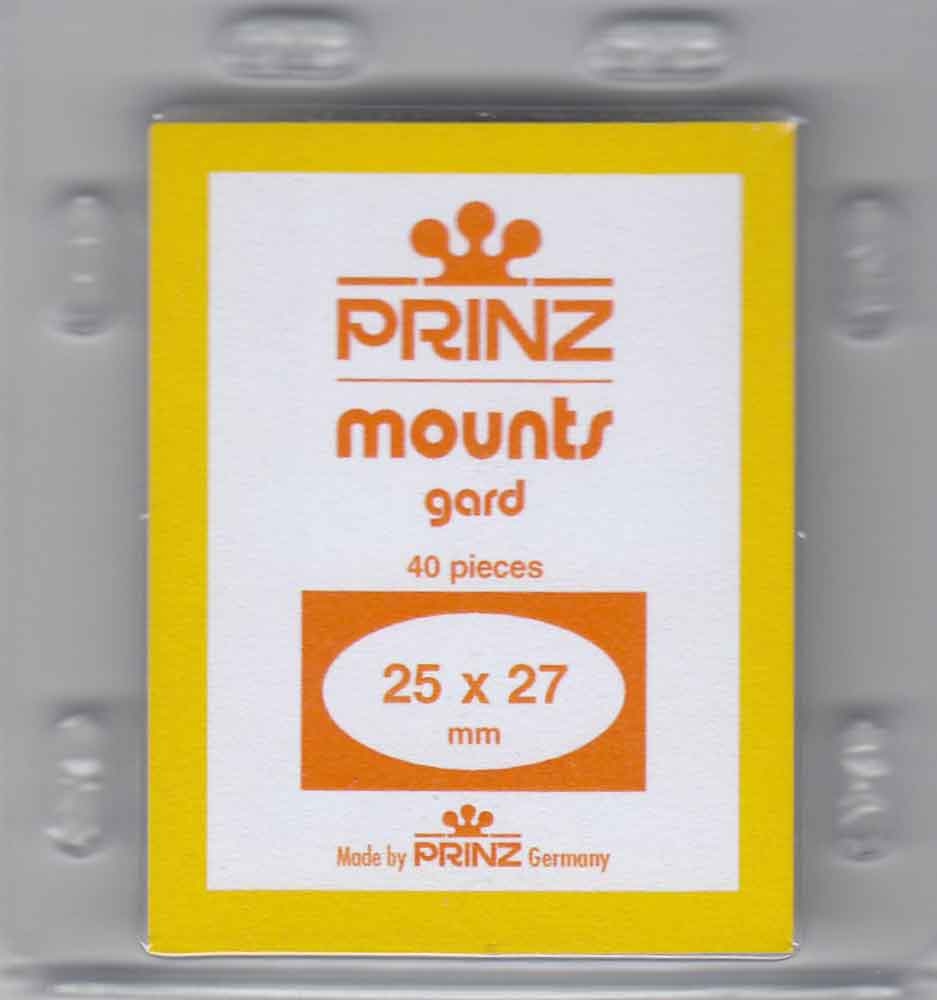 PRINZ
mounts
gard
40 pieces
25 x 27
mm
Made by PRINZ Germany